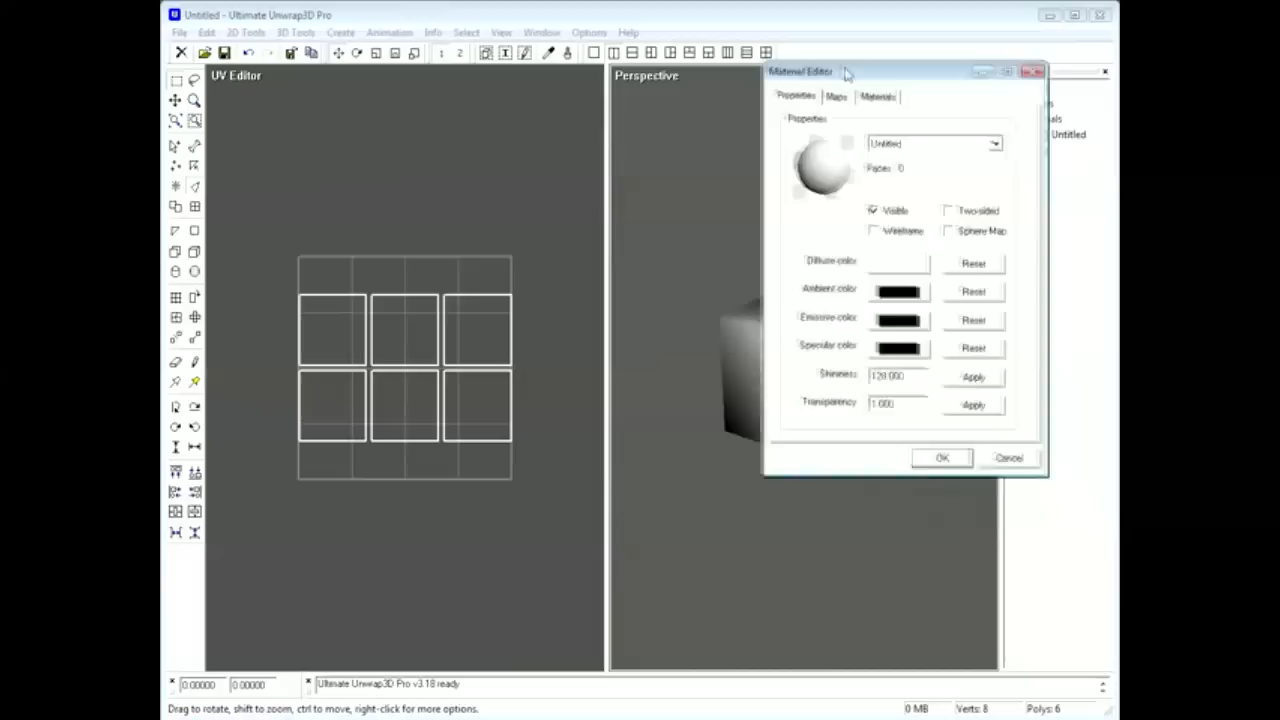 Untitled - Ultimate Unwrap3D Pro
File Edit 2D Tools 3D Tools Create Animation Info Select View Window Options Help
1 2
UV Editor
Perspective
Material Editor
Properties Maps Materials
Properties
Untitled
Faces 0
Visible Two-sided
Wireframe Sphere Map
Diffuse color Reset
Ambient color Reset
Emissive color Reset
Specular color Reset
Shininess 128.000 Apply
Transparency 1.000 Apply
OK Cancel
s
als
Untitled
0.00000 0.00000 Ultimate Unwrap3D Pro v3.18 ready
Drag to rotate, shift to zoom, ctrl to move, right-click for more options. 0 MB Verts: 8 Polys: 6